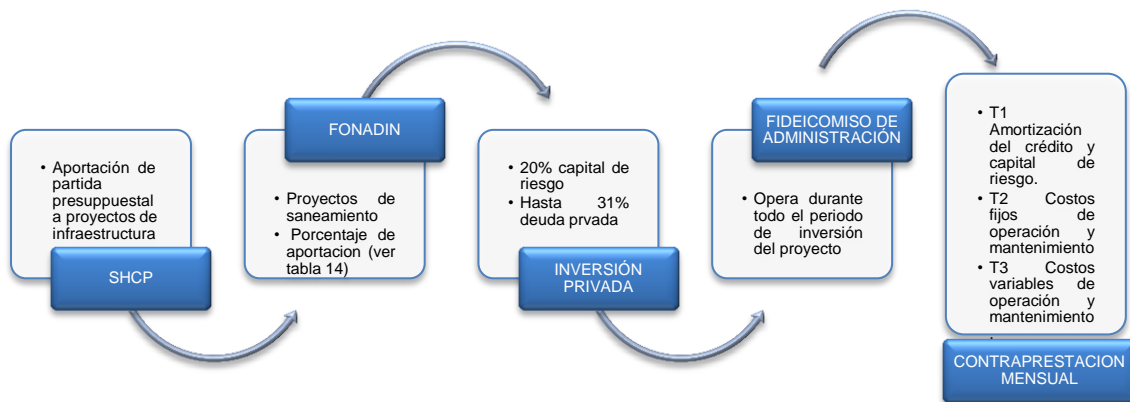 • Aportación de
partida
presuppuestal
a proyectos de
infraestructura
SHCP
FONADIN
• Proyectos de
saneamiento
• Porcentaje de
aportacion (ver
tabla 14)
• 20% capital de
riesgo
• Hasta 31%
deuda prvada
INVERSIÓN
PRIVADA
FIDEICOMISO DE
ADMINISTRACIÓN
• Opera durante
todo el periodo
de inversión
del proyecto
• T1
Amortización
del crédito y
capital de
riesgo.
• T2 Costos
fijos de
operación y
mantenimiento
• T3 Costos
variables de
operación y
mantenimiento
.
CONTRAPRESTACION
MENSUAL